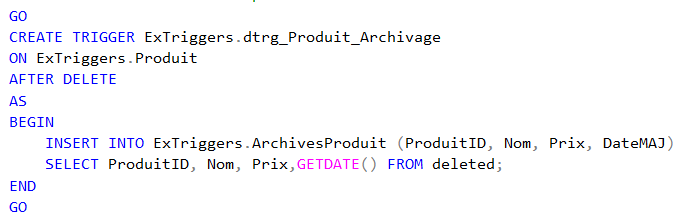 GO
CREATE TRIGGER ExTriggers.dtrg_Produit_Archivage
ON ExTriggers.Produit
AFTER DELETE
AS
BEGIN
    INSERT INTO ExTriggers.ArchivesProduit (ProduitID, Nom, Prix, DateMAJ)
    SELECT ProduitID, Nom, Prix,GETDATE() FROM deleted;
END
GO